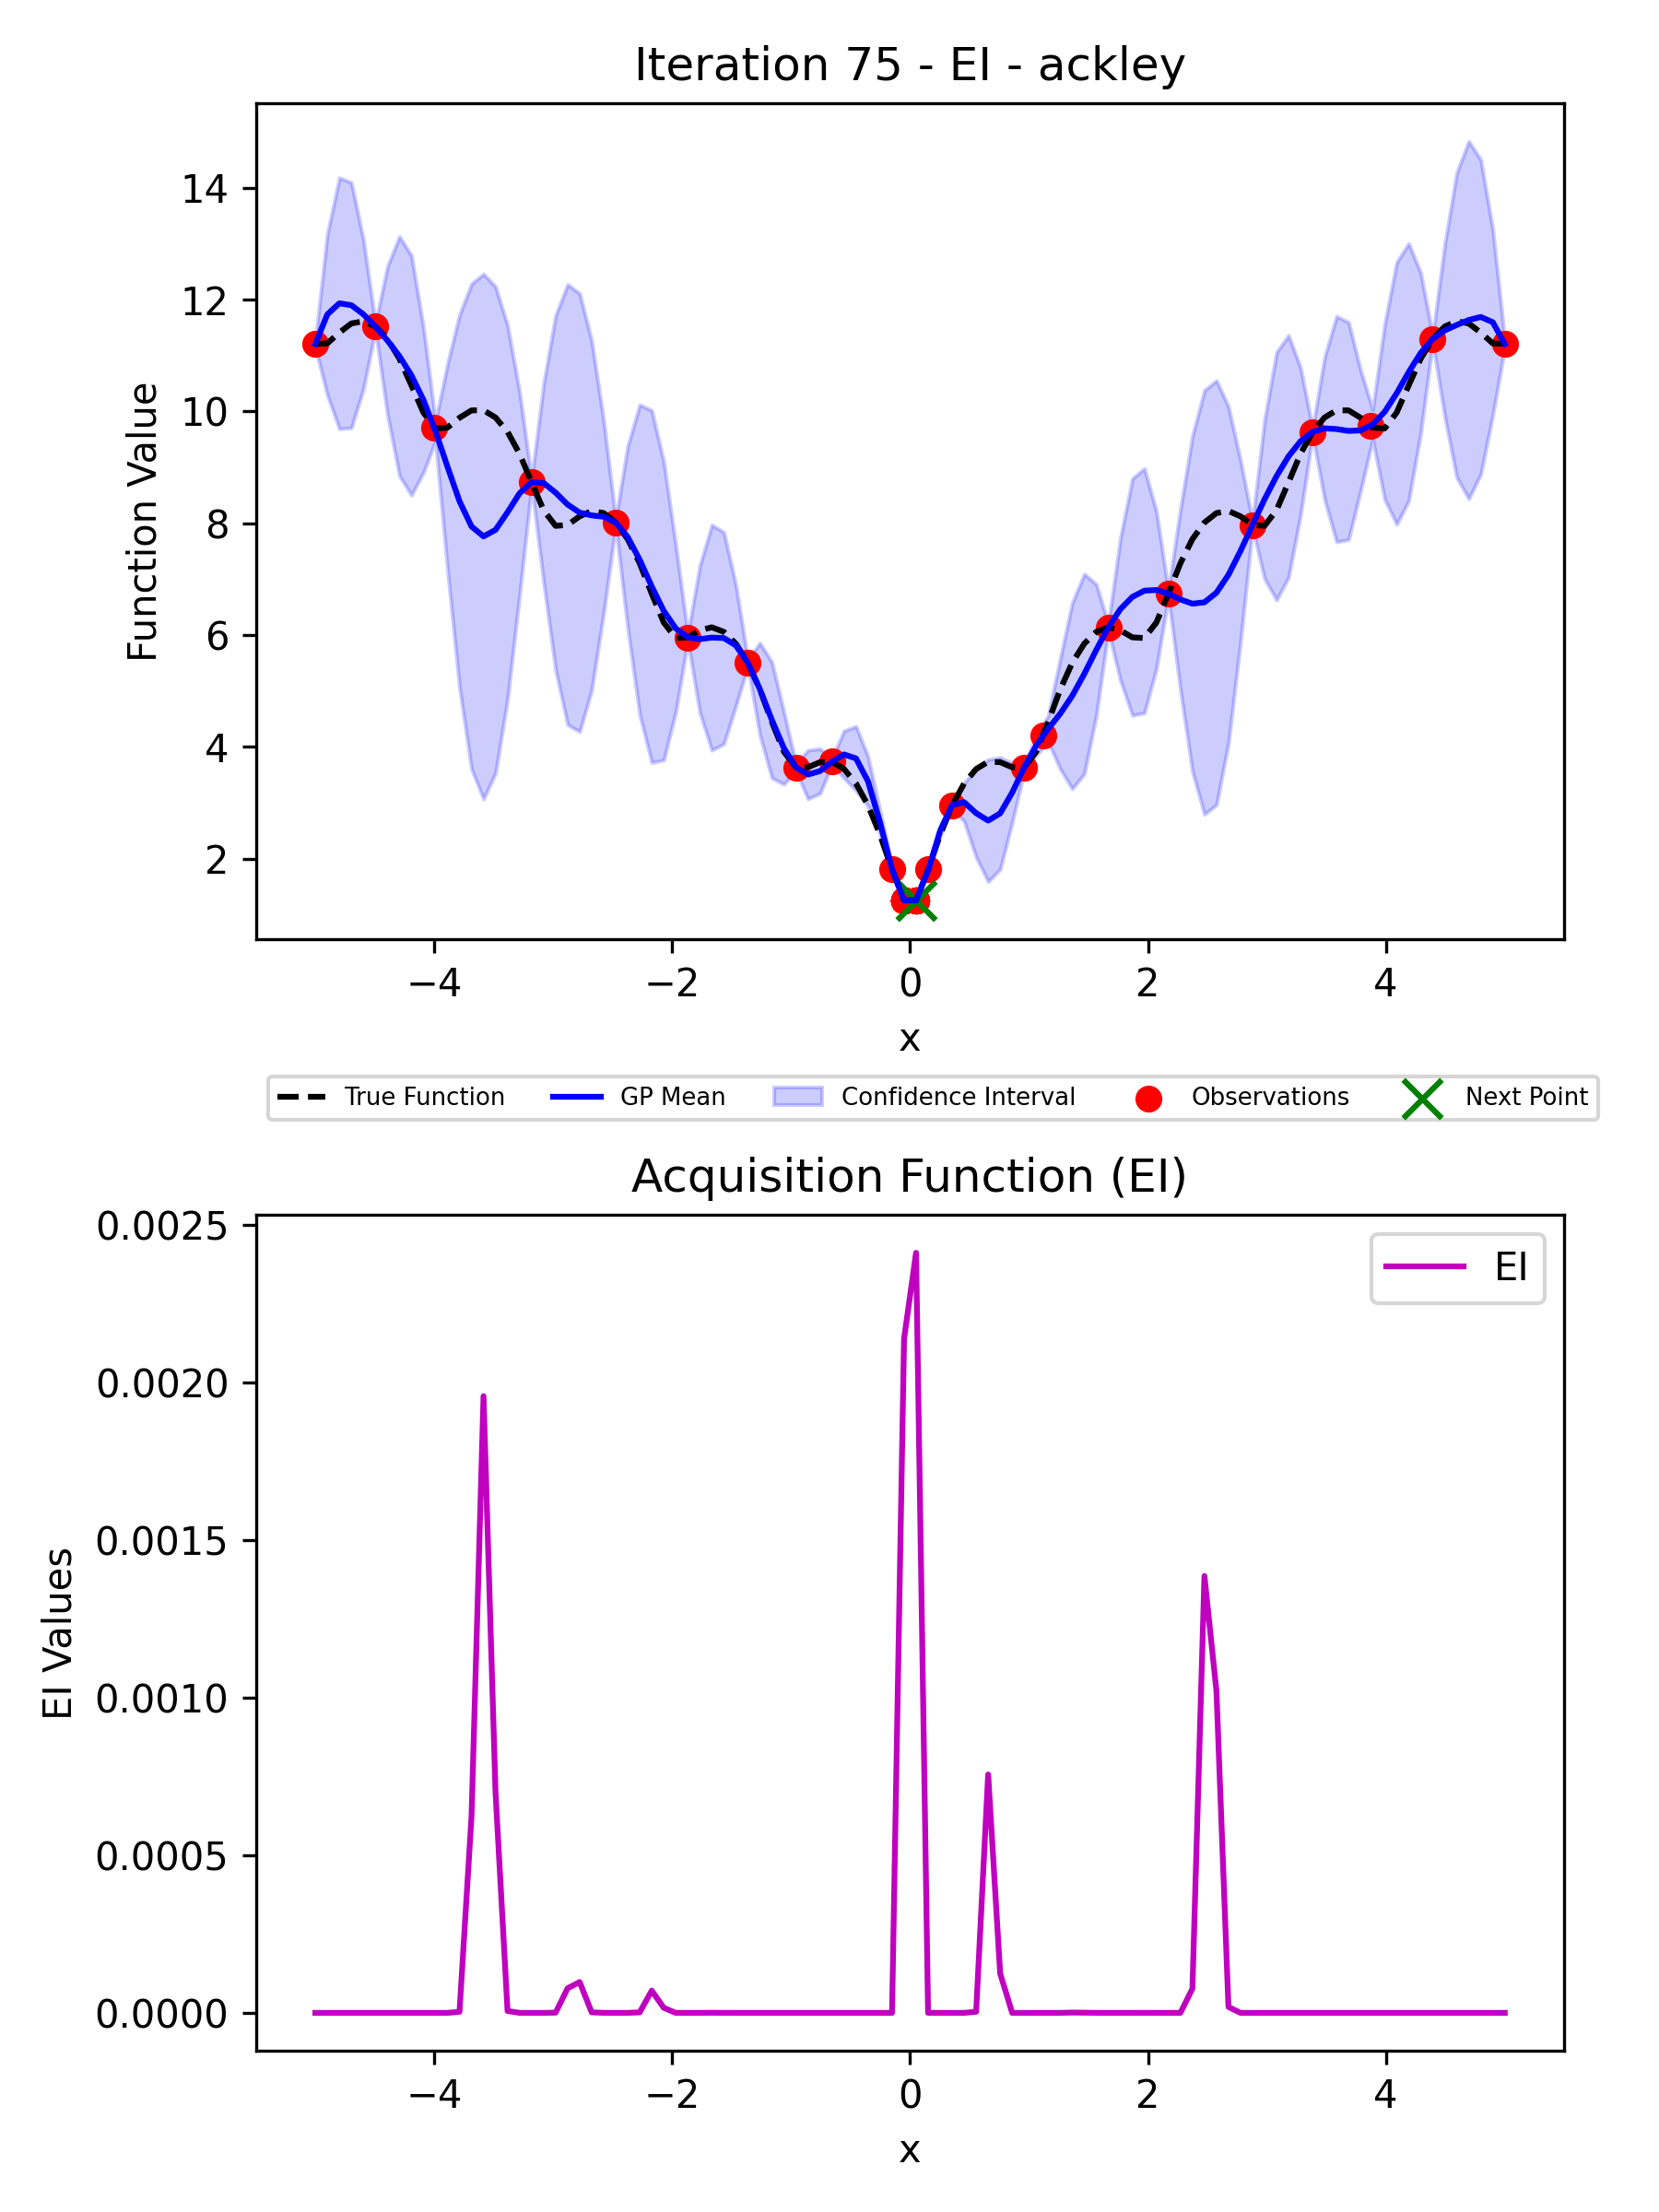 Iteration 75 - EI - ackley
14
12
10
8
6
4
2
Function Value
−4 −2 0 2 4
x
True Function GP Mean Confidence Interval Observations Next Point
Acquisition Function (EI)
0.0025
0.0020
0.0015
0.0010
0.0005
0.0000
EI Values
EI
−4 −2 0 2 4
x